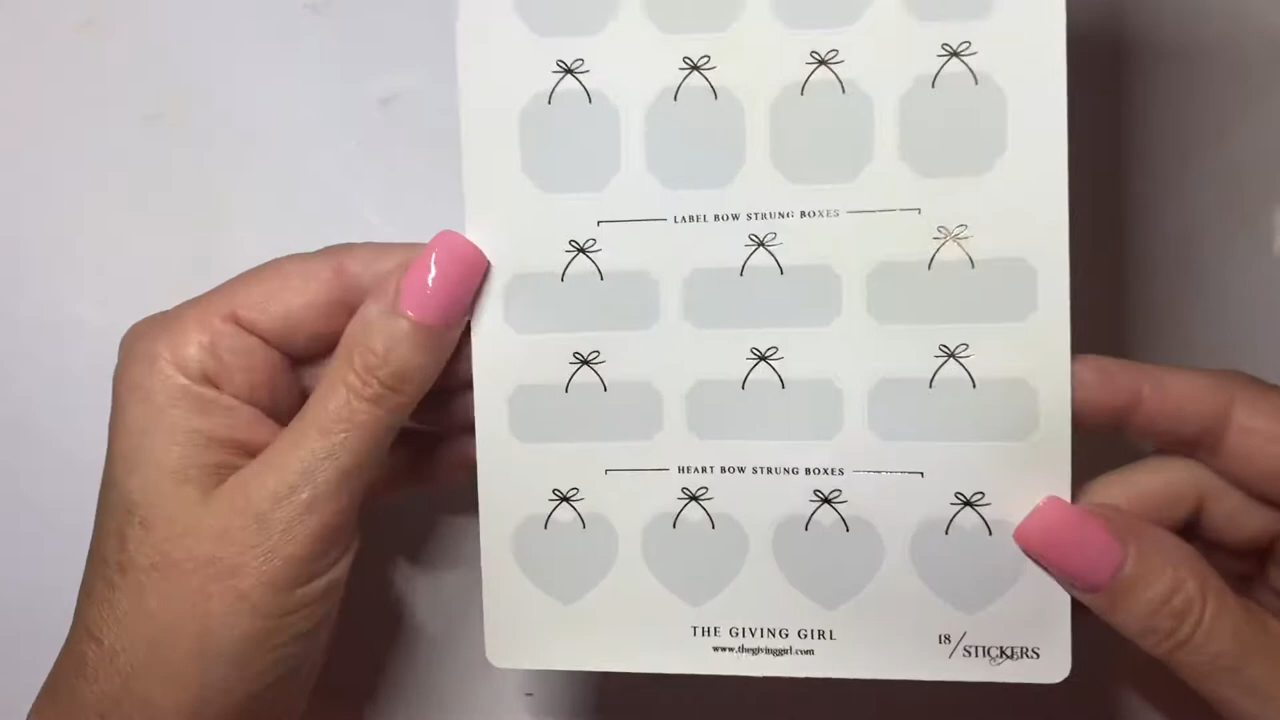 LABEL BOW STRUNG BOXES
HEART BOW STRUNG BOXES
THE GIVING GIRL
www.thegivinggirl.com
18/STICKERS